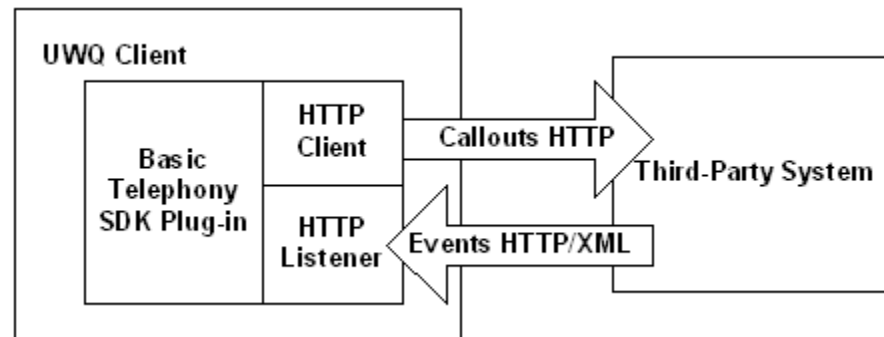 UWQ Client
Basic
Telephony
SDK Plug-in
HTTP
Client
HTTP
Listener
Callouts HTTP
Events HTTP/XML
Third-Party System